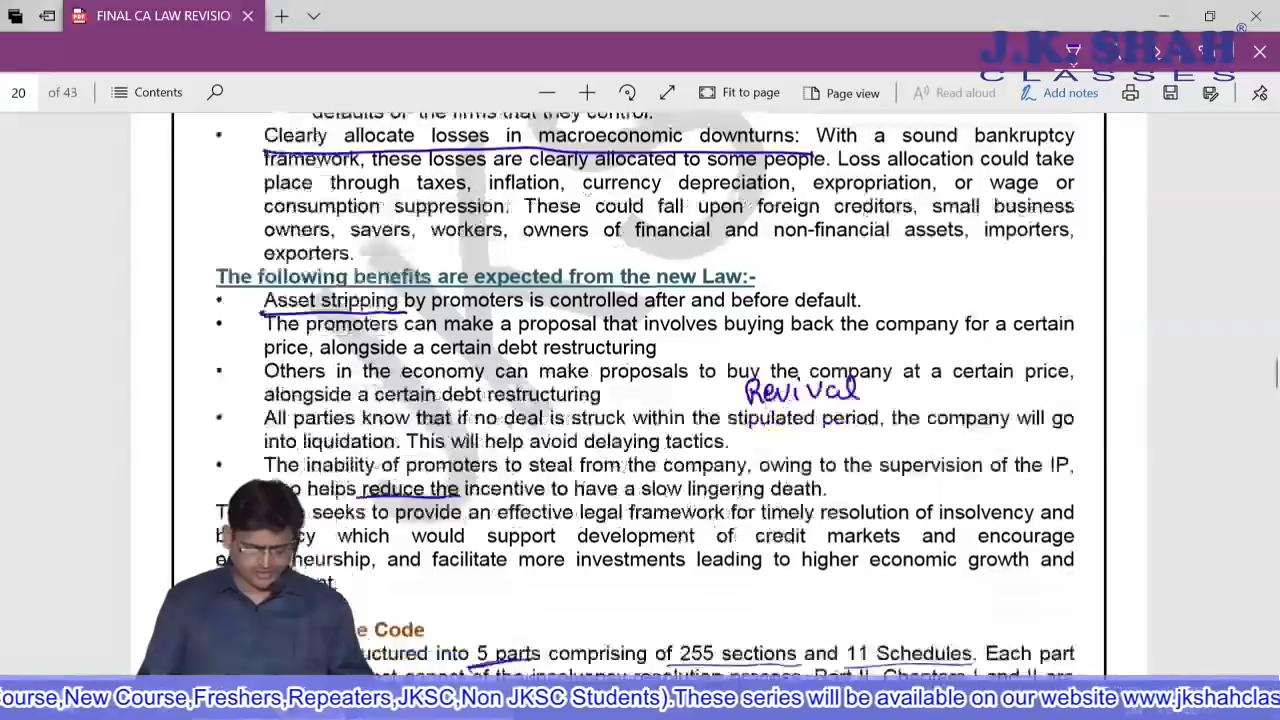 FINAL CA LAW REVISIO
J.K. SHAH ®
CLASSES
20 of 43 Contents Fit to page Page view Read aloud Add notes
defaults of the firms that they control.
• Clearly allocate losses in macroeconomic downturns: With a sound bankruptcy
framework, these losses are clearly allocated to some people. Loss allocation could take
place through taxes, inflation, currency depreciation, expropriation, or wage or
consumption suppression. These could fall upon foreign creditors, small business
owners, savers, workers, owners of financial and non-financial assets, importers,
exporters.
The following benefits are expected from the new Law:-
• Asset stripping by promoters is controlled after and before default.
• The promoters can make a proposal that involves buying back the company for a certain
price, alongside a certain debt restructuring
• Others in the economy can make proposals to buy the company at a certain price,
alongside a certain debt restructuring
Revival
• All parties know that if no deal is struck within the stipulated period, the company will go
into liquidation. This will help avoid delaying tactics.
• The inability of promoters to steal from the company, owing to the supervision of the IP,
helps reduce the incentive to have a slow lingering death.
seeks to provide an effective legal framework for timely resolution of insolvency and
which would support development of credit markets and encourage
and facilitate more investments leading to higher economic growth and
Code
into 5 parts comprising of 255 sections and 11 Schedules. Each part
Course,New Course,Freshers,Repeaters,JKSC,Non JKSC Students).These series will be available on our website www.jkshahclas